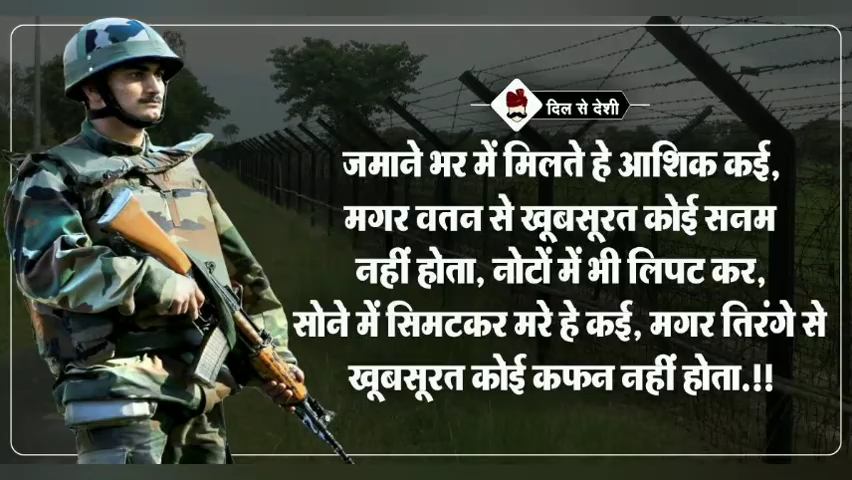 दिल से देशी
जमाने भर में मिलते हे आशिक कई,
मगर वतन से खूबसूरत कोई सनम
नहीं होता, नोटों में भी लिपट कर,
सोने में सिमटकर मरे हे कई, मगर तिरंगे से
खूबसूरत कोई कफन नहीं होता.!!